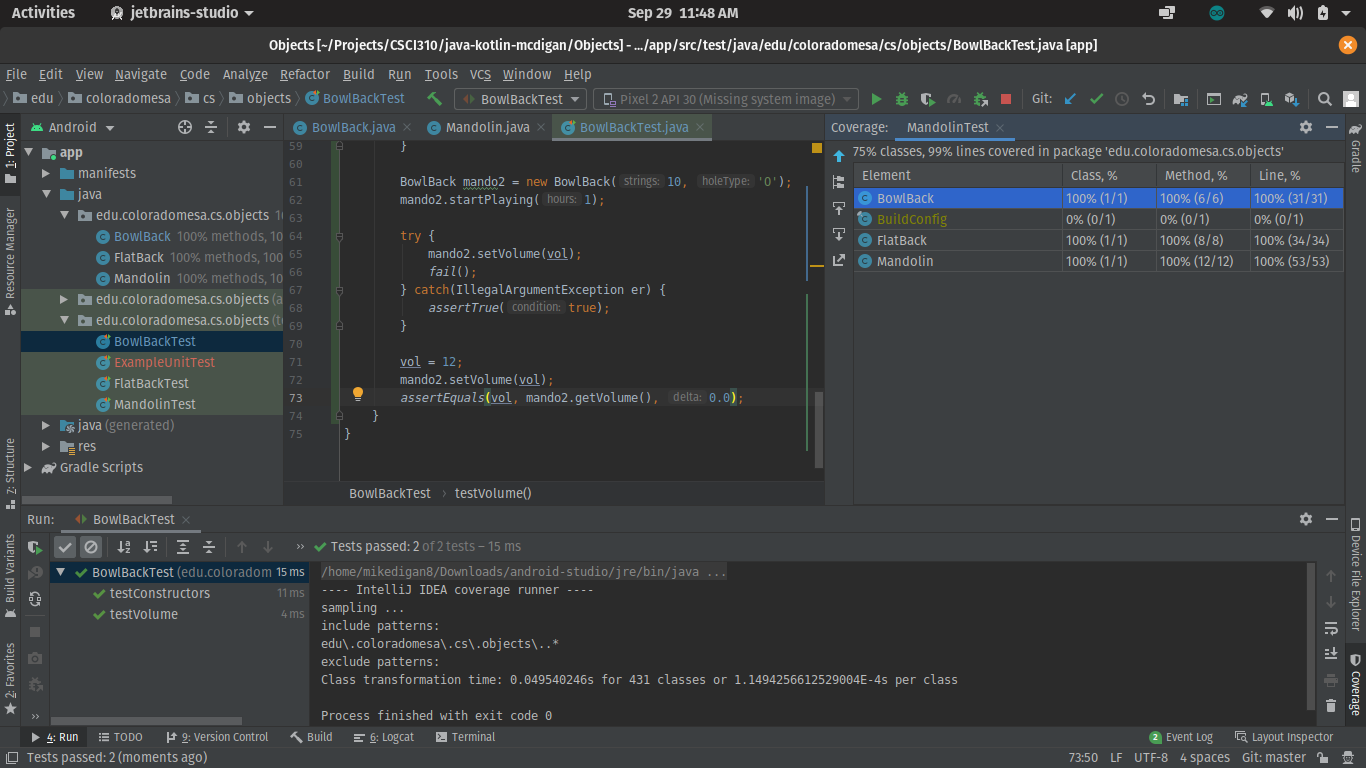 Activities jetbrains-studio Sep 29 11:48 AM
Objects [~/Projects/CSCI310/java-kotlin-mcdigan/Objects] - .../app/src/test/java/edu/coloradomesa/cs/objects/BowlBackTest.java [app]
File Edit View Navigate Code Analyze Refactor Build Run Tools VCS Window Help
edu coloradomesa cs objects BowlBackTest BowlBackTest Pixel 2 API 30 (Missing system image) Git:
Android
BowlBack.java Mandolin.java BowlBackTest.java
Coverage: MandolinTest
1: Project
Resource Manager
7: Structure
Build Variants
2: Favorites
app
manifests
java
edu.coloradomesa.cs.objects
BowlBack 100% methods, 10
FlatBack 100% methods, 10
Mandolin 100% methods, 10
edu.coloradomesa.cs.objects (a
edu.coloradomesa.cs.objects (t
BowlBackTest
ExampleUnitTest
FlatBackTest
MandolinTest
java (generated)
res
Gradle Scripts
59 }
60
61 BowlBack mando2 = new BowlBack( strings: 10, holeType: 'O');
62 mando2.startPlaying( hours: 1);
63
64 try {
65 mando2.setVolume(vol);
66 fail();
67 } catch(IllegalArgumentException er) {
68 assertTrue( condition: true);
69 }
70
71 vol = 12;
72 mando2.setVolume(vol);
73 assertEquals(vol, mando2.getVolume(), delta: 0.0);
74 }
75 }
BowlBackTest › testVolume()
75% classes, 99% lines covered in package 'edu.coloradomesa.cs.objects'
Element Class, % Method, % Line, %
BowlBack 100% (1/1) 100% (6/6) 100% (31/31)
BuildConfig 0% (0/1) 0% (0/1) 0% (0/1)
FlatBack 100% (1/1) 100% (8/8) 100% (34/34)
Mandolin 100% (1/1) 100% (12/12) 100% (53/53)
Gradle
Device File Explorer
Coverage
Run: BowlBackTest
Tests passed: 2 of 2 tests – 15 ms
BowlBackTest (edu.coloradom 15 ms
testConstructors 11 ms
testVolume 4 ms
/home/mikedigan8/Downloads/android-studio/jre/bin/java ...
---- IntelliJ IDEA coverage runner ----
sampling ...
include patterns:
edu\.coloradomesa\.cs\.objects\..*
exclude patterns:
Class transformation time: 0.049540246s for 431 classes or 1.1494256612529004E-4s per class
Process finished with exit code 0
4: Run TODO 9: Version Control Build 6: Logcat Terminal 2 Event Log Layout Inspector
Tests passed: 2 (moments ago) 73:50 LF UTF-8 4 spaces Git: master